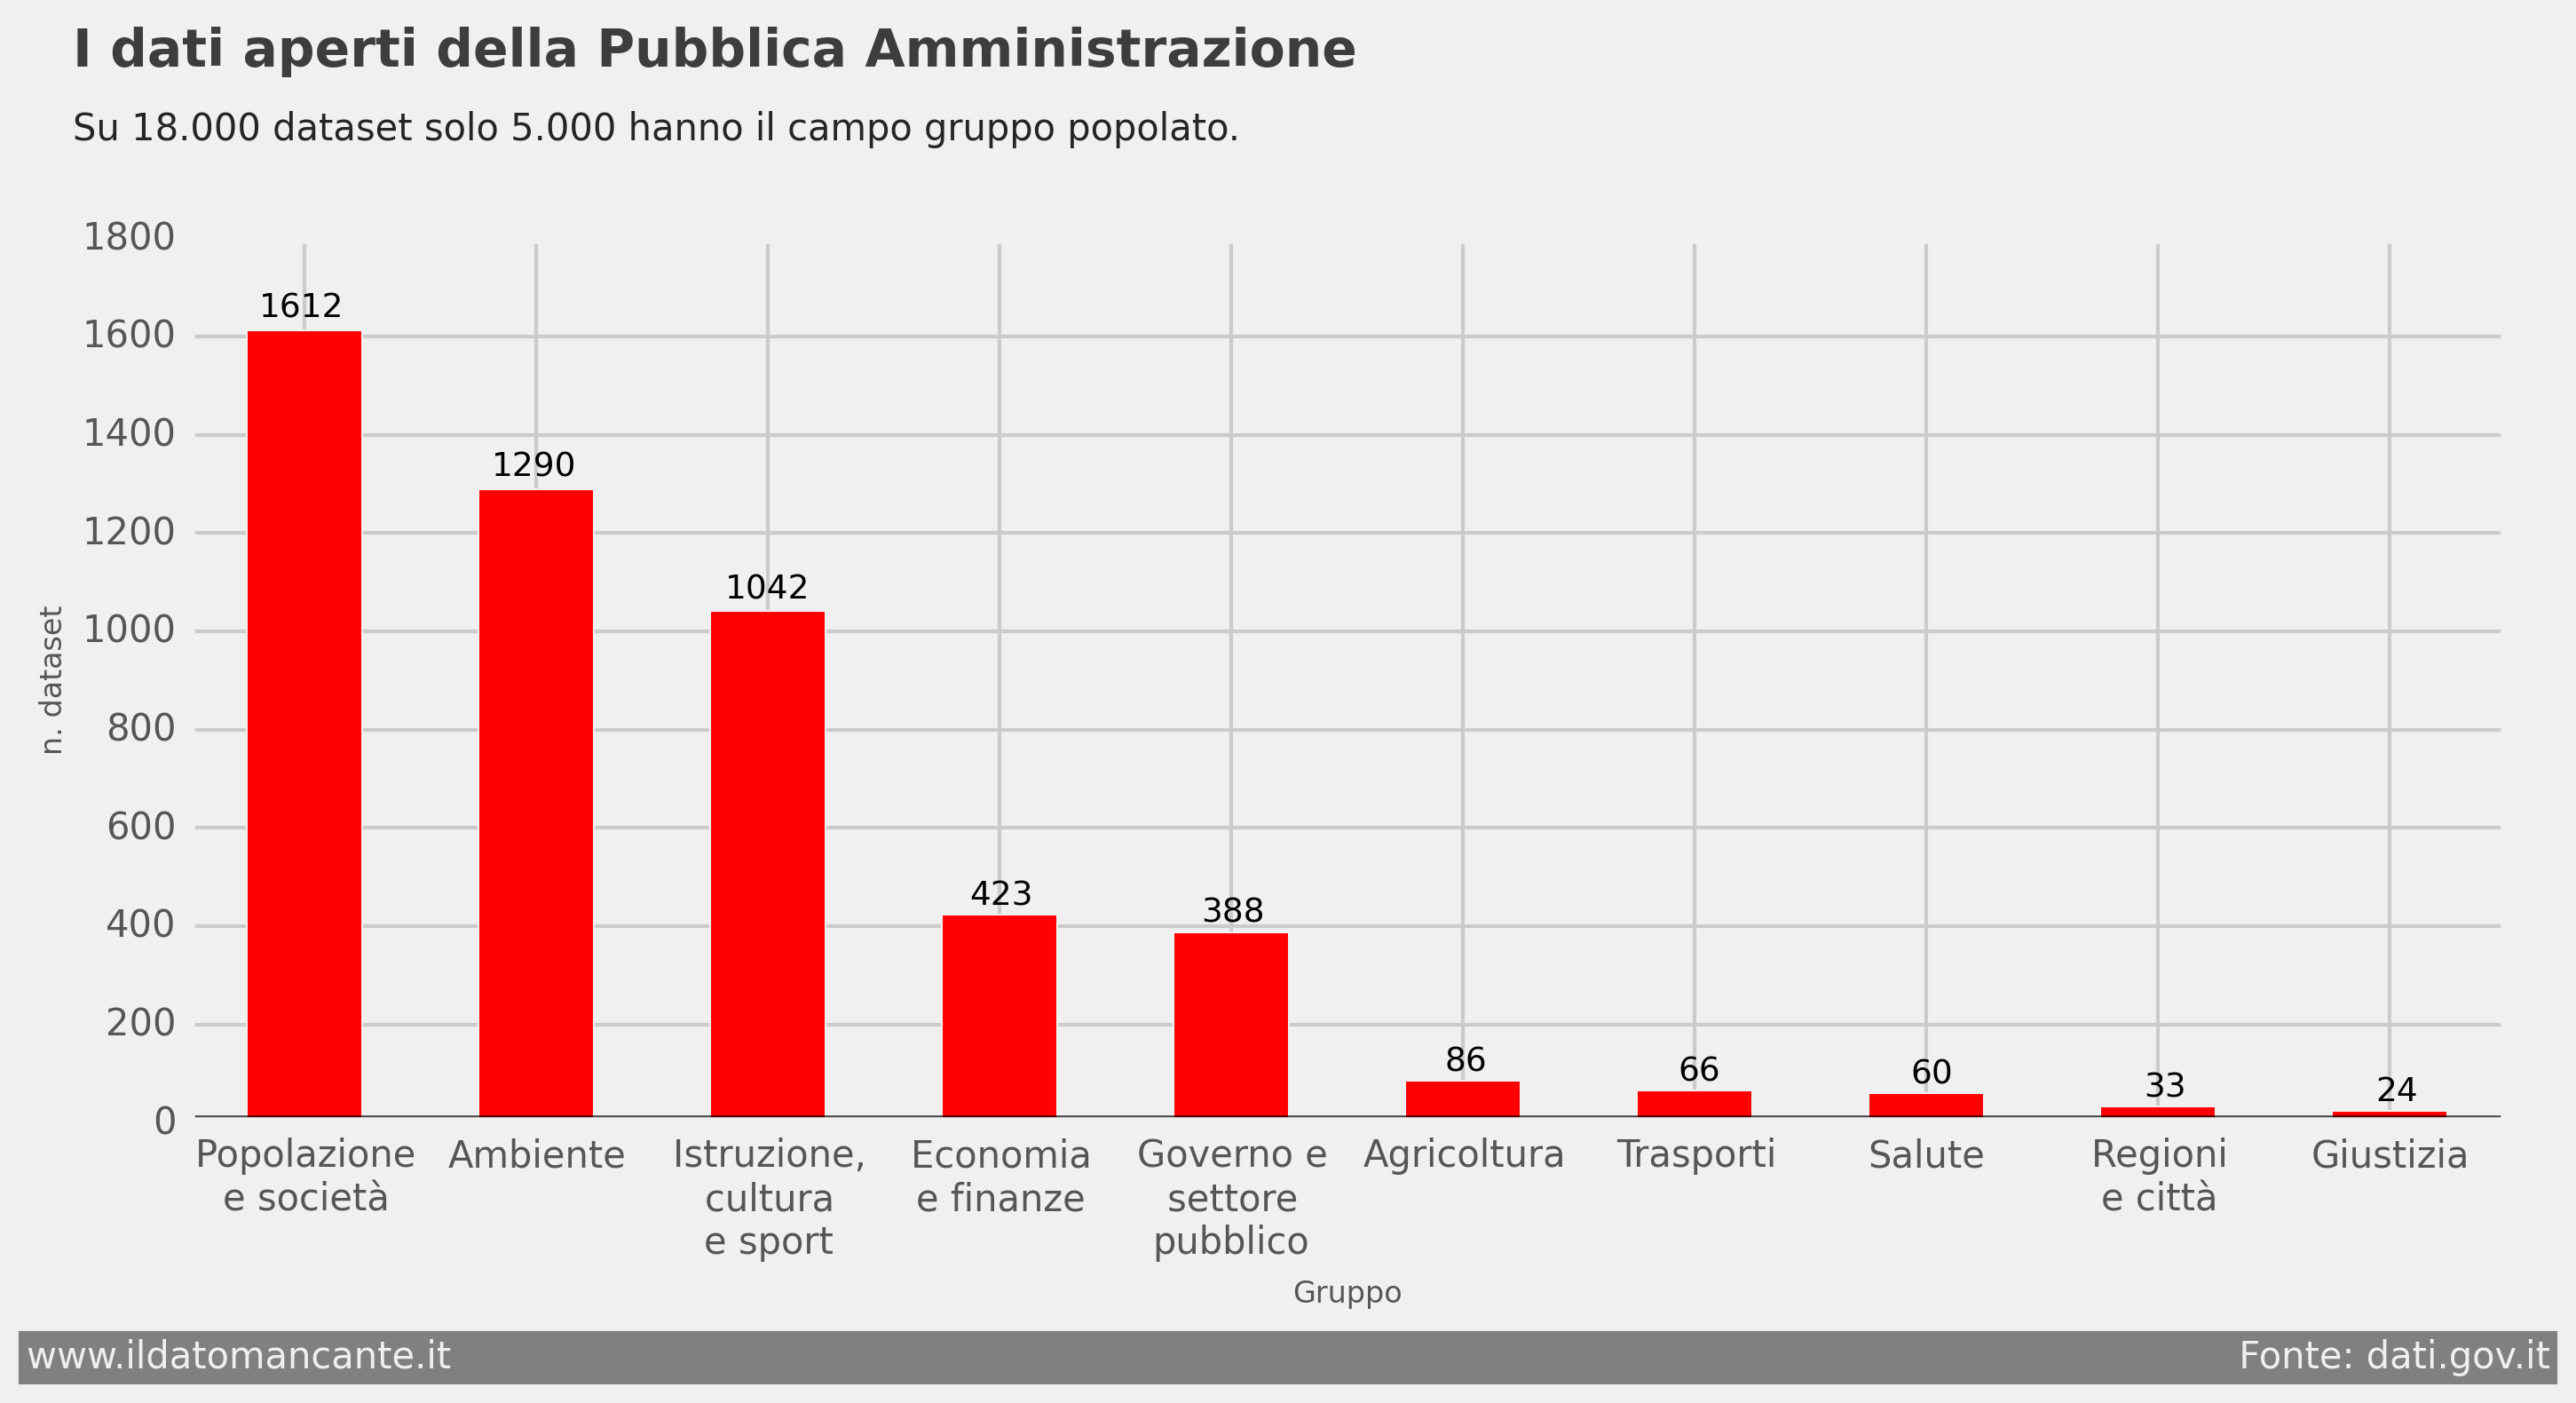 I dati aperti della Pubblica Amministrazione
Su 18.000 dataset solo 5.000 hanno il campo gruppo popolato.
1800
1600
1400
1200
1000
800
600
400
200
0
n. dataset
1612
1290
1042
423
388
86
66
60
33
24
Popolazione
e società
Ambiente
Istruzione,
cultura
e sport
Economia
e finanze
Governo e
settore
pubblico
Agricoltura
Trasporti
Salute
Regioni
e città
Giustizia
Gruppo
www.ildatomancante.it
Fonte: dati.gov.it